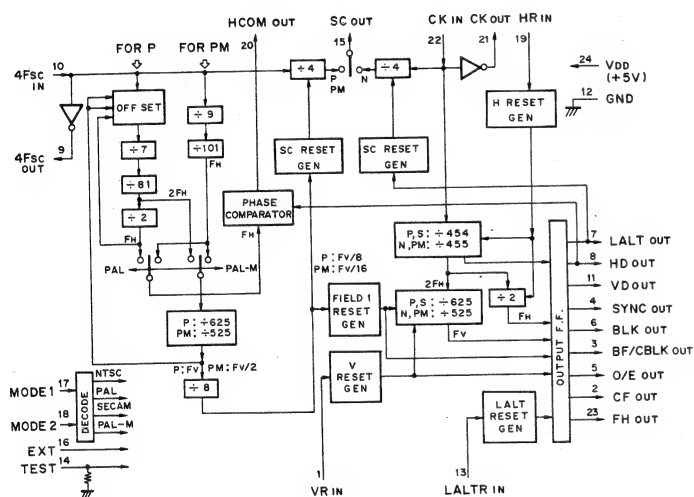 HCOM OUT
20
SC OUT
15
CK IN
22
CK OUT
21
HR IN
19
FOR P
FOR PM
10
4FSC
IN
÷4
P
PM
N
÷4
24
VDD
(+5V)
12
GND
OFF SET
÷9
H RESET
GEN
9
4FSC
OUT
÷7
÷101
FH
SC RESET
GEN
SC RESET
GEN
÷81
2FH
÷2
FH
PHASE
COMPARATOR
FH
P,S: ÷454
N,PM: ÷455
PAL
PAL-M
P: FV/8
PM: FV/16
2FH
÷2
FH
P: ÷625
PM: ÷525
FIELD 1
RESET
GEN
P,S: ÷625
N,PM: ÷525
FV
P: FV
PM: FV/2
÷8
V
RESET
GEN
LALT
RESET
GEN
OUTPUT F.F.
7
LALT OUT
8
HD OUT
11
VD OUT
4
SYNC OUT
6
BLK OUT
3
BF/CBLK OUT
5
O/E OUT
2
CF OUT
23
FH OUT
MODE1
17
MODE2
18
DECODE
NTSC
PAL
SECAM
PAL-M
EXT
16
TEST
14
1
VR IN
13
LALTR IN